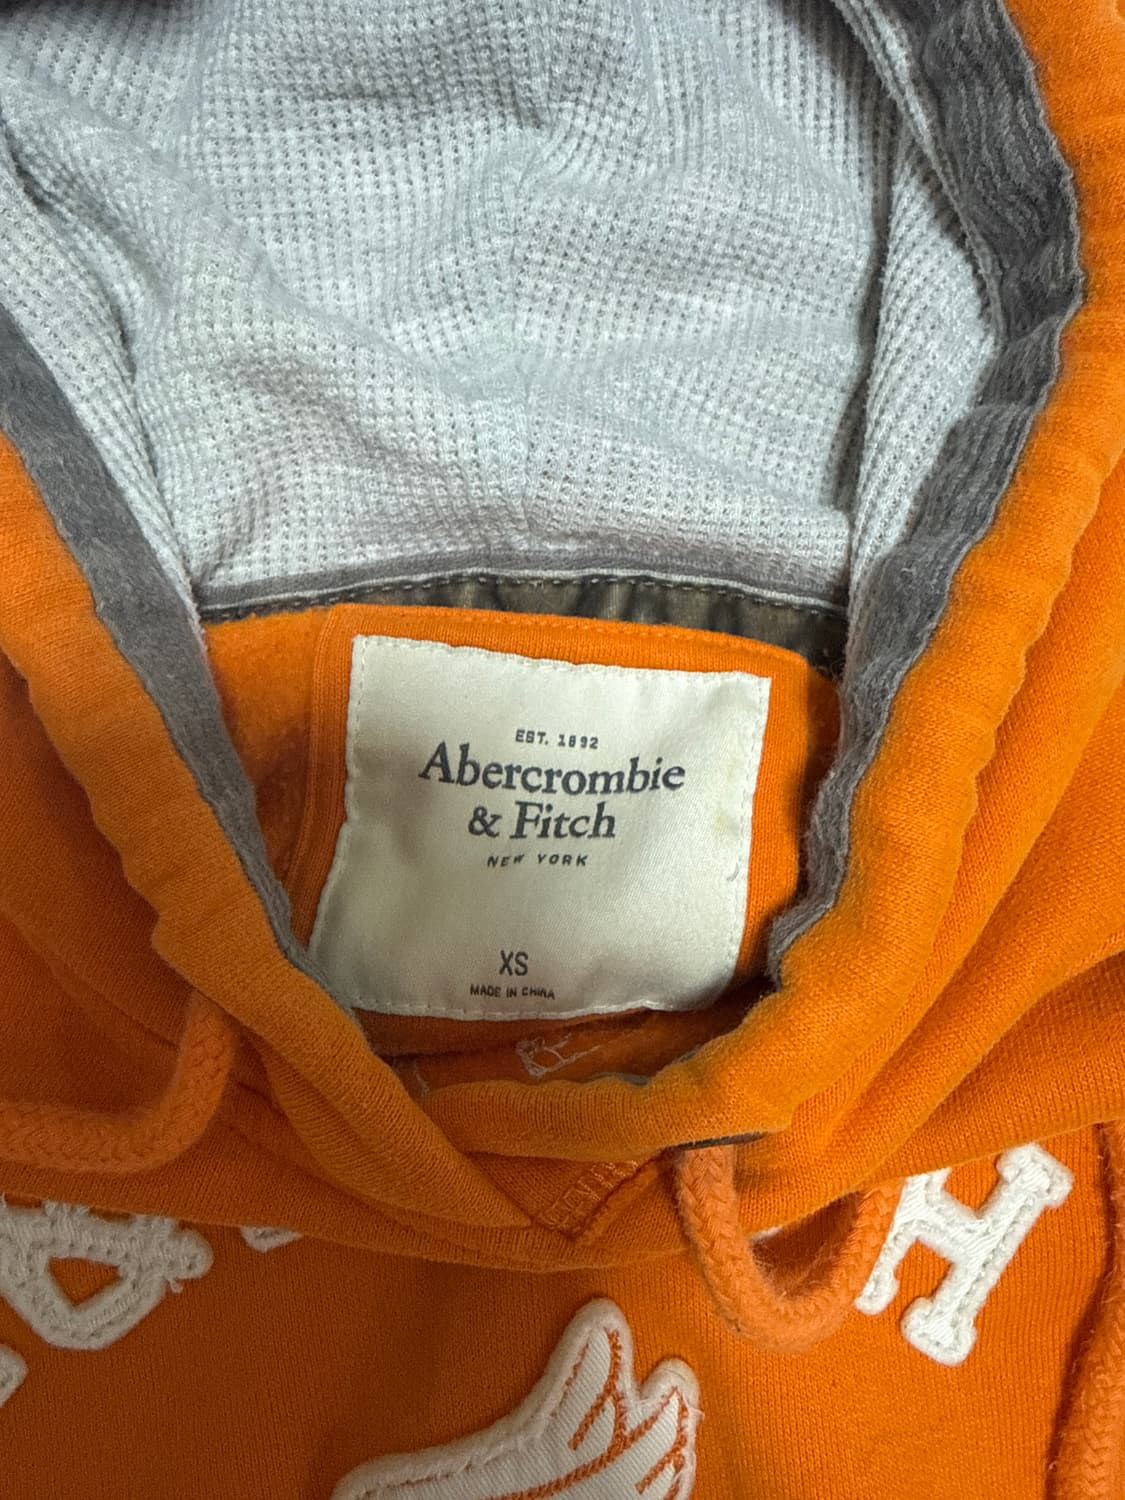 EST. 1892
Abercrombie
& Fitch
NEW YORK
XS
MADE IN CHINA
H